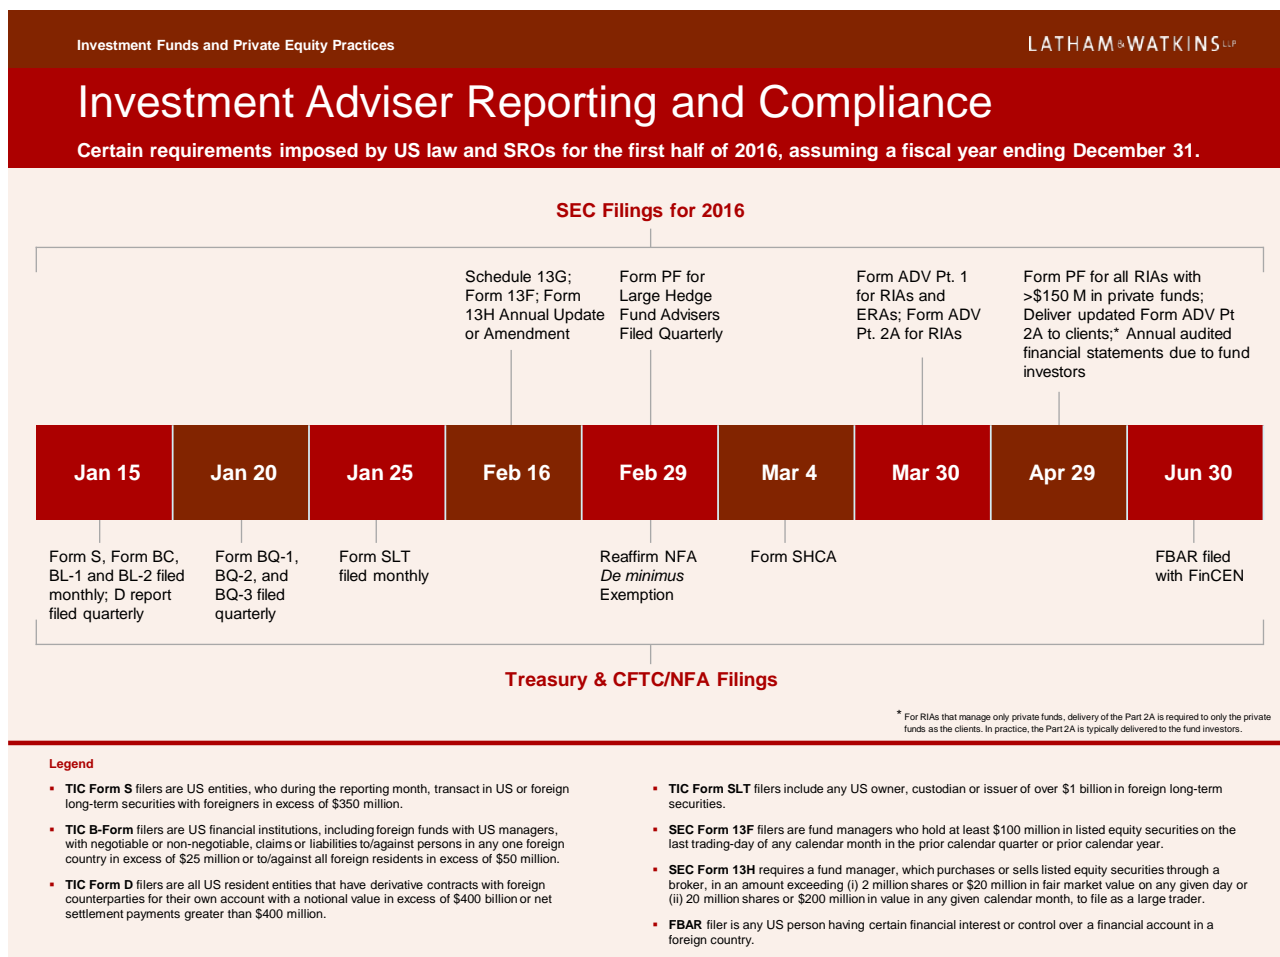 Investment Funds and Private Equity Practices
LATHAM&WATKINS LLP
Investment Adviser Reporting and Compliance
Certain requirements imposed by US law and SROs for the first half of 2016, assuming a fiscal year ending December 31.
SEC Filings for 2016
Schedule 13G;
Form 13F; Form
13H Annual Update
or Amendment
Form PF for
Large Hedge
Fund Advisers
Filed Quarterly
Form ADV Pt. 1
for RIAs and
ERAs; Form ADV
Pt. 2A for RIAs
Form PF for all RIAs with
>$150 M in private funds;
Deliver updated Form ADV Pt
2A to clients;* Annual audited
financial statements due to fund
investors
Jan 15
Jan 20
Jan 25
Feb 16
Feb 29
Mar 4
Mar 30
Apr 29
Jun 30
Form S, Form BC,
BL-1 and BL-2 filed
monthly; D report
filed quarterly
Form BQ-1,
BQ-2, and
BQ-3 filed
quarterly
Form SLT
filed monthly
Reaffirm NFA
De minimus
Exemption
Form SHCA
FBAR filed
with FinCEN
Treasury & CFTC/NFA Filings
* For RIAs that manage only private funds, delivery of the Part 2A is required to only the private
funds as the clients. In practice, the Part 2A is typically delivered to the fund investors.
Legend
▪ TIC Form S filers are US entities, who during the reporting month, transact in US or foreign
long-term securities with foreigners in excess of $350 million.
▪ TIC B-Form filers are US financial institutions, including foreign funds with US managers,
with negotiable or non-negotiable, claims or liabilities to/against persons in any one foreign
country in excess of $25 million or to/against all foreign residents in excess of $50 million.
▪ TIC Form D filers are all US resident entities that have derivative contracts with foreign
counterparties for their own account with a notional value in excess of $400 billion or net
settlement payments greater than $400 million.
▪ TIC Form SLT filers include any US owner, custodian or issuer of over $1 billion in foreign long-term
securities.
▪ SEC Form 13F filers are fund managers who hold at least $100 million in listed equity securities on the
last trading-day of any calendar month in the prior calendar quarter or prior calendar year.
▪ SEC Form 13H requires a fund manager, which purchases or sells listed equity securities through a
broker, in an amount exceeding (i) 2 million shares or $20 million in fair market value on any given day or
(ii) 20 million shares or $200 million in value in any given calendar month, to file as a large trader.
▪ FBAR filer is any US person having certain financial interest or control over a financial account in a
foreign country.